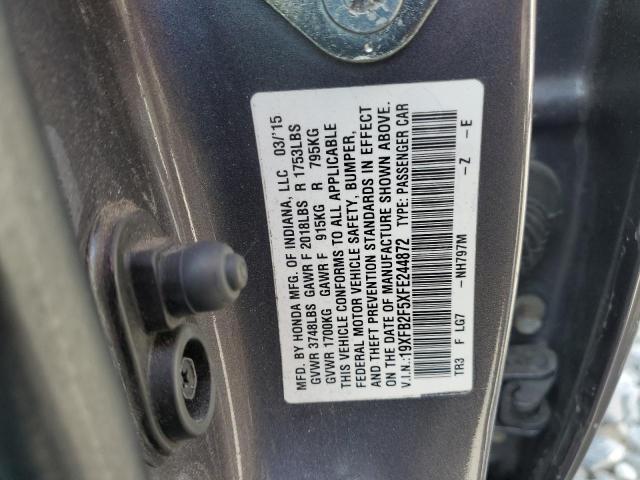 MFD. BY HONDA MFG. OF INDIANA, LLC 03/'15
GVWR 3748LBS GAWR F 2018LBS R 1753LBS
GVWR 1700KG GAWR F 915KG R 795KG
THIS VEHICLE CONFORMS TO ALL APPLICABLE
FEDERAL MOTOR VEHICLE SAFETY, BUMPER,
AND THEFT PREVENTION STANDARDS IN EFFECT
ON THE DATE OF MANUFACTURE SHOWN ABOVE.
V.I.N.:19XFB2F5XFE244872 TYPE: PASSENGER CAR
TR3 F LG7 -NH797M -Z -E